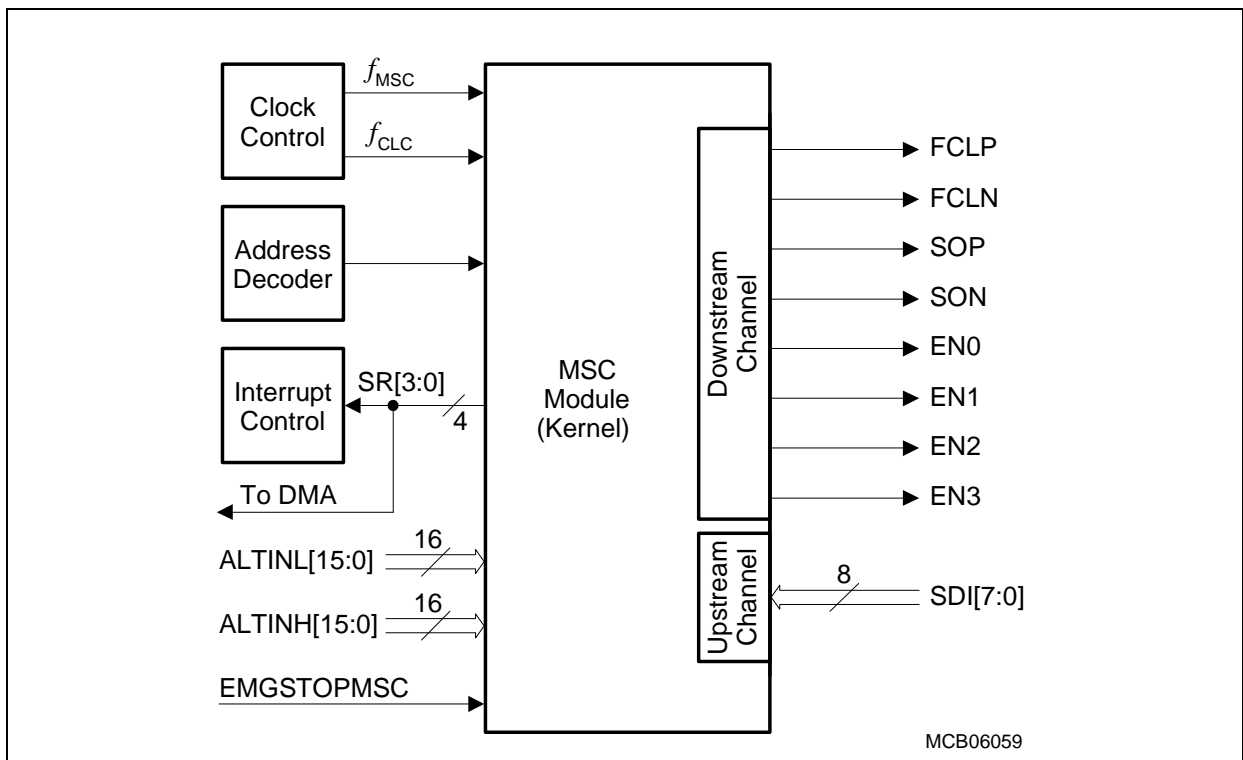 Clock
Control
f MSC
f CLC
Address
Decoder
Interrupt
Control
SR[3:0]
4
To DMA
ALTINL[15:0]
16
ALTINH[15:0]
16
EMGSTOPMSC
MSC
Module
(Kernel)
Downstream
Channel
Upstream
Channel
FCLP
FCLN
SOP
SON
EN0
EN1
EN2
EN3
8
SDI[7:0]
MCB06059